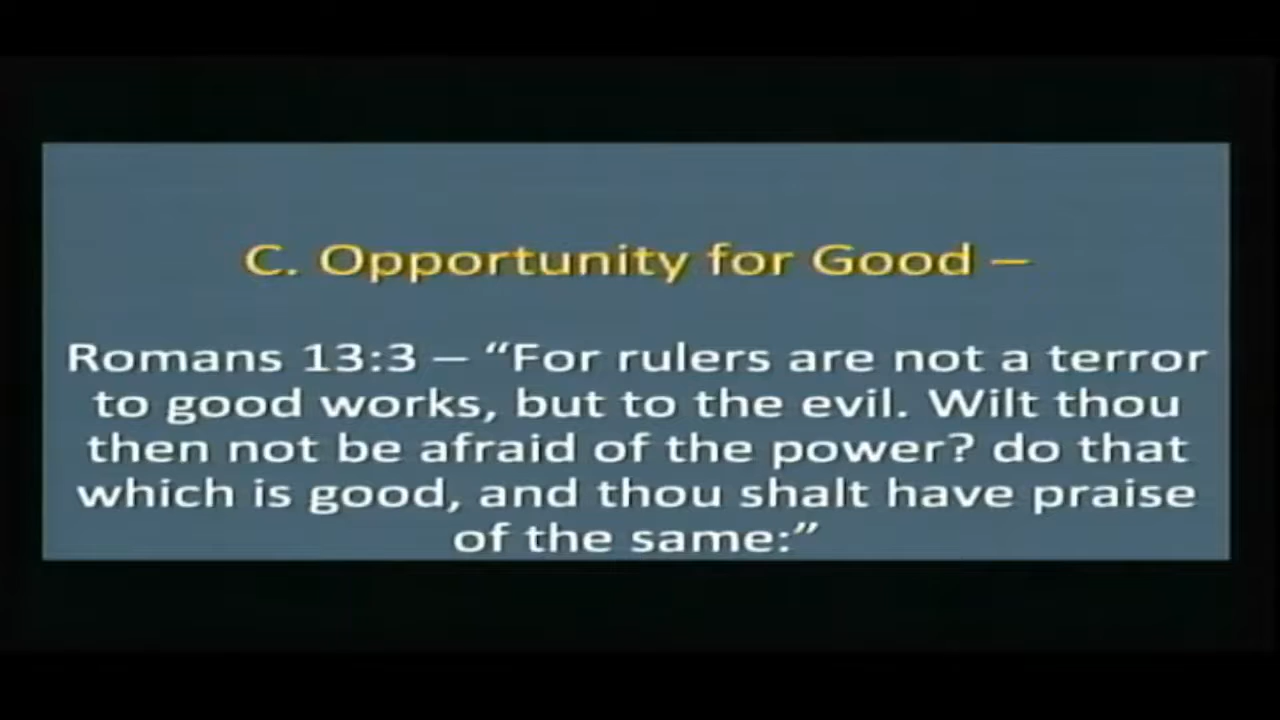 C. Opportunity for Good –
Romans 13:3 – “For rulers are not a terror
to good works, but to the evil. Wilt thou
then not be afraid of the power? do that
which is good, and thou shalt have praise
of the same:”